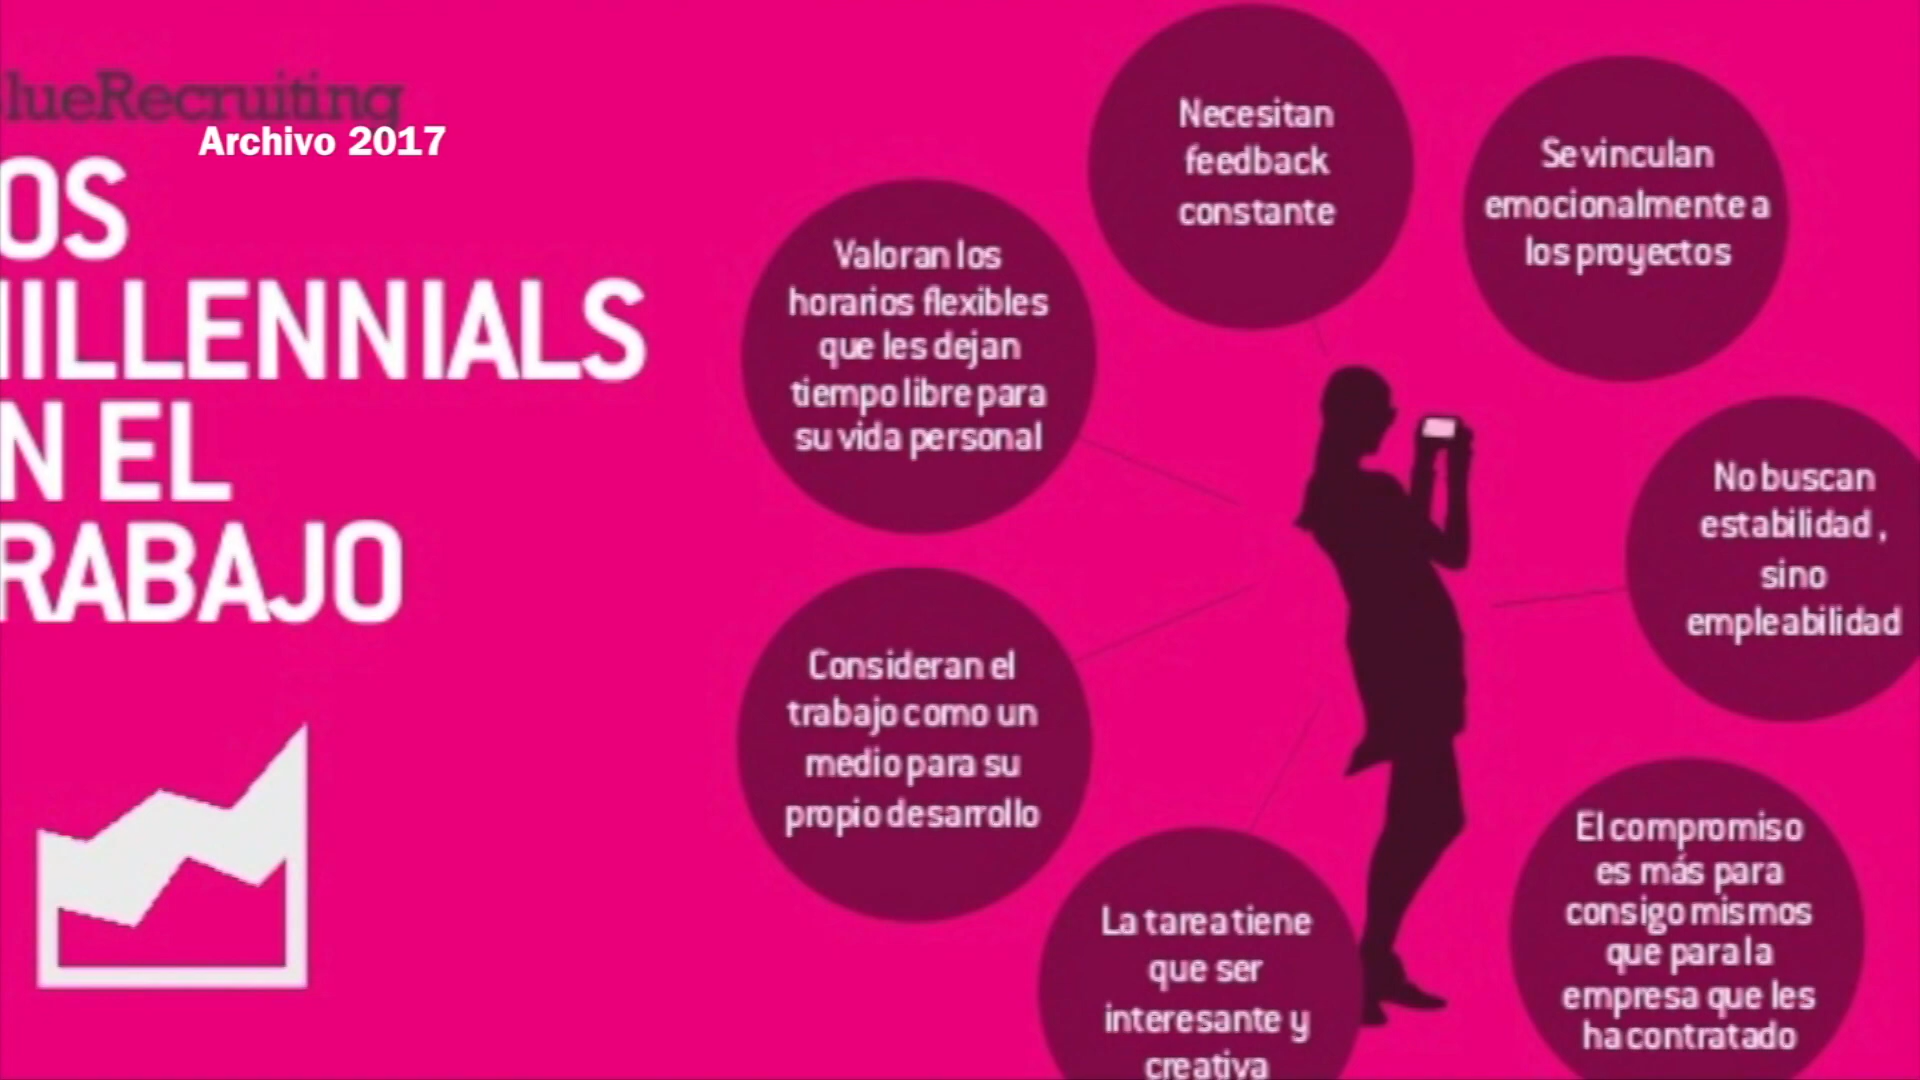 lueRecruiting
Archivo 2017
OS
MILLENNIALS
N EL
RABAJO
Necesitan
feedback
constante
Se vinculan
emocionalmente a
los proyectos
Valoran los
horarios flexibles
que les dejan
tiempo libre para
su vida personal
No buscan
estabilidad ,
sino
empleabilidad
Consideran el
trabajo como un
medio para su
propio desarrollo
La tarea tiene
que ser
interesante y
creativa
El compromiso
es más para
consigo mismos
que para la
empresa que les
ha contratado